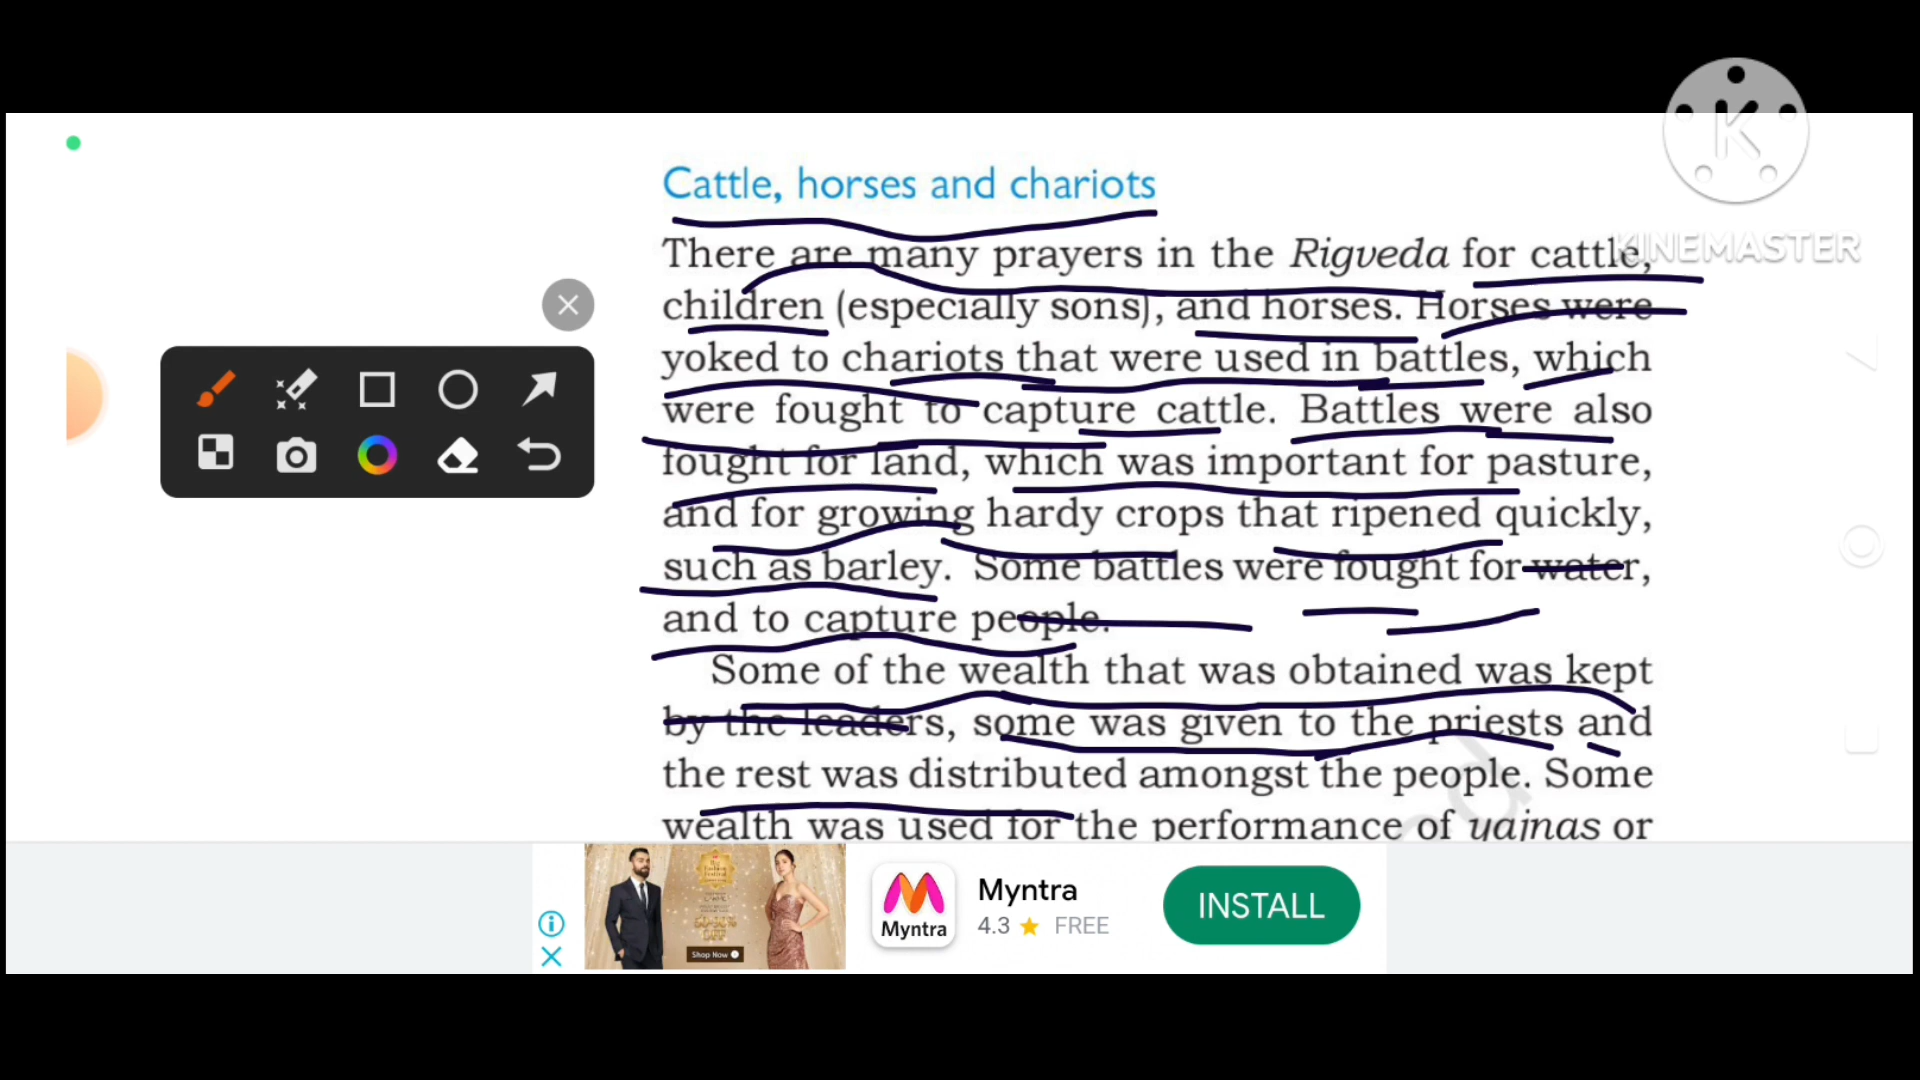 KINEMASTER
Cattle, horses and chariots
There are many prayers in the Rigveda for cattle,
children (especially sons), and horses. Horses were
yoked to chariots that were used in battles, which
were fought to capture cattle. Battles were also
fought for land, which was important for pasture,
and for growing hardy crops that ripened quickly,
such as barley. Some battles were fought for water,
and to capture people.
Some of the wealth that was obtained was kept
by the leaders, some was given to the priests and
the rest was distributed amongst the people. Some
wealth was used for the performance of yajnas or
Shop Now
Myntra
Myntra
4.3 ★ FREE
INSTALL